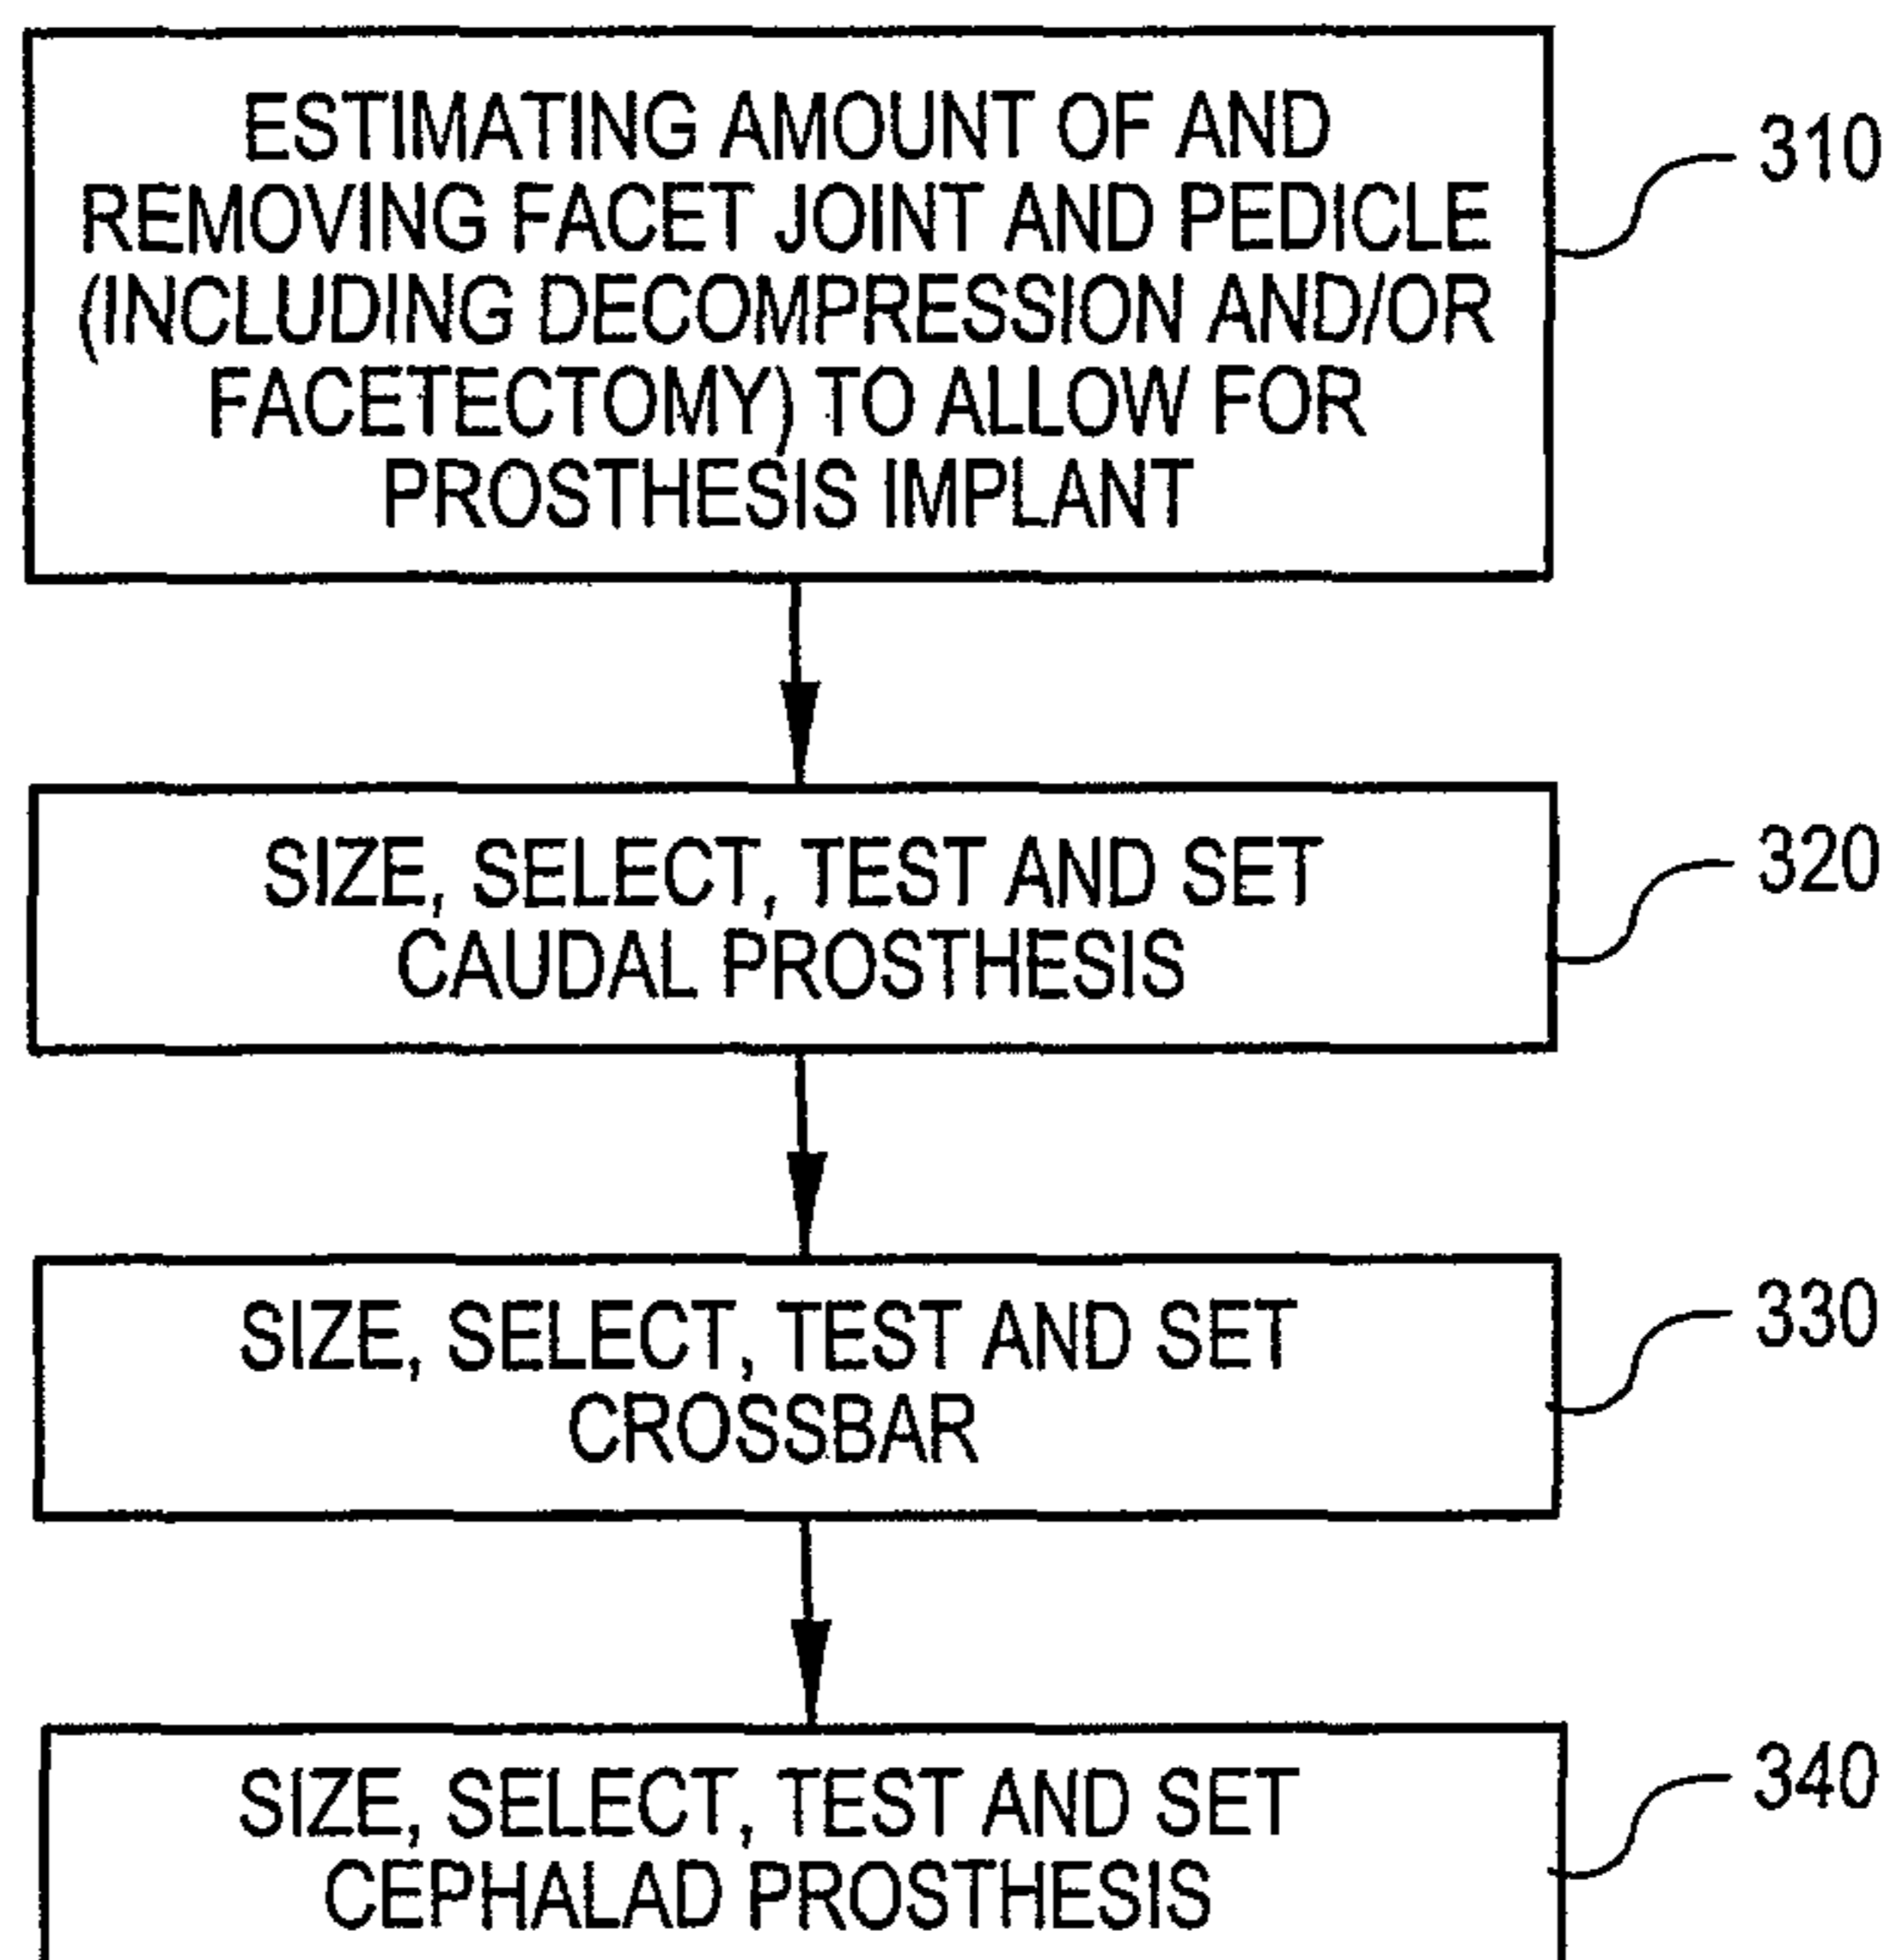 ESTIMATING AMOUNT OF AND
REMOVING FACET JOINT AND PEDICLE
(INCLUDING DECOMPRESSION AND/OR
FACETECTOMY) TO ALLOW FOR
PROSTHESIS IMPLANT
310
SIZE, SELECT, TEST AND SET
CAUDAL PROSTHESIS
320
SIZE, SELECT, TEST AND SET
CROSSBAR
330
SIZE, SELECT, TEST AND SET
CEPHALAD PROSTHESIS
340